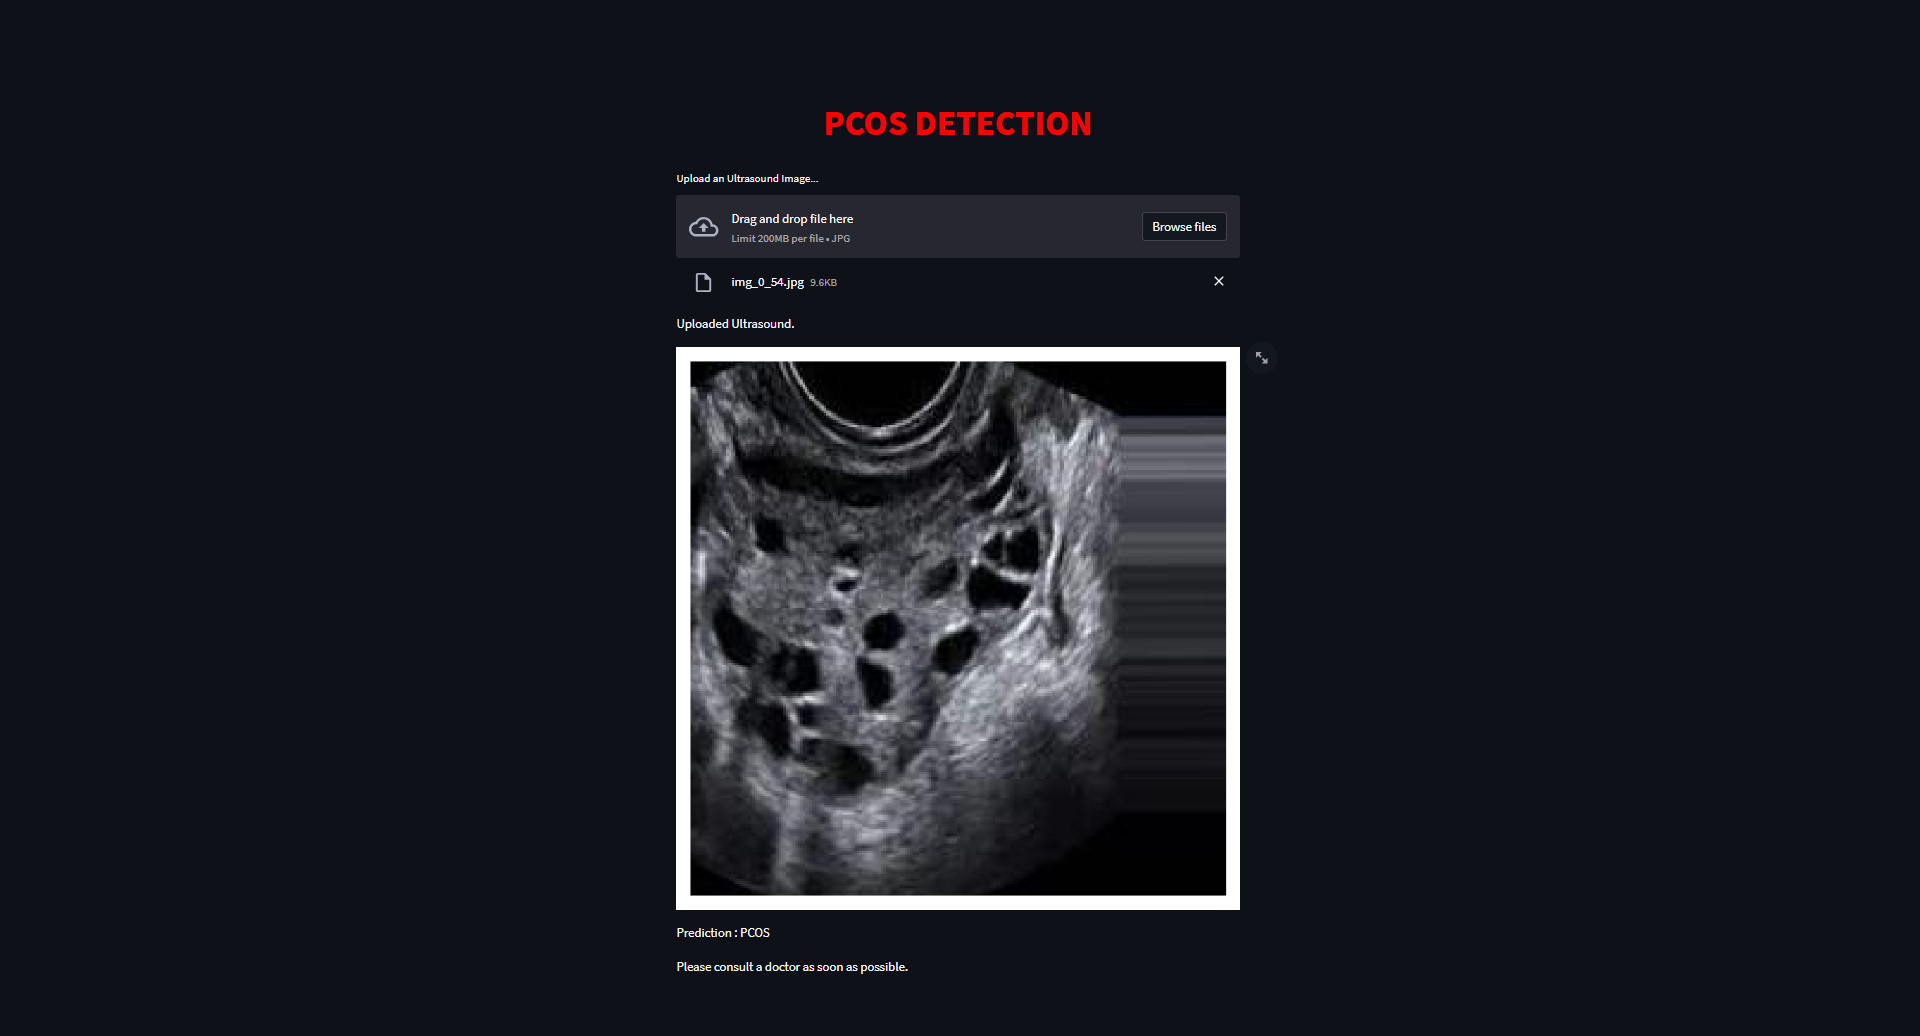 PCOS DETECTION
Upload an Ultrasound Image...
Drag and drop file here
Limit 200MB per file • JPG
Browse files
img_0_54.jpg 9.6KB
Uploaded Ultrasound.
Prediction : PCOS
Please consult a doctor as soon as possible.